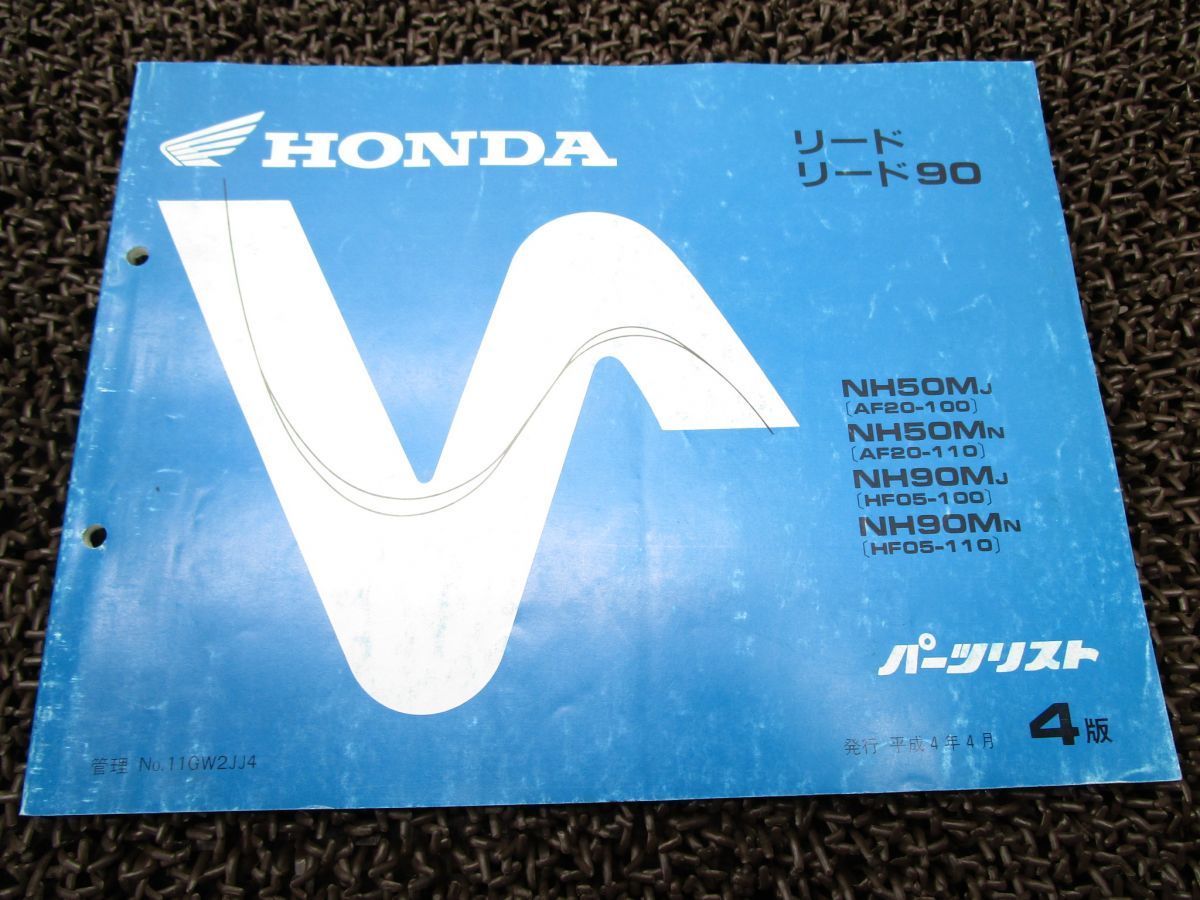 HONDA
リード
リード90
NH50MJ
〔AF20-100〕
NH50MN
〔AF20-110〕
NH90MJ
〔HF05-100〕
NH90MN
〔HF05-110〕
パーツリスト
発行 平成4年4月 4版
管理 No.11GW2JJ4